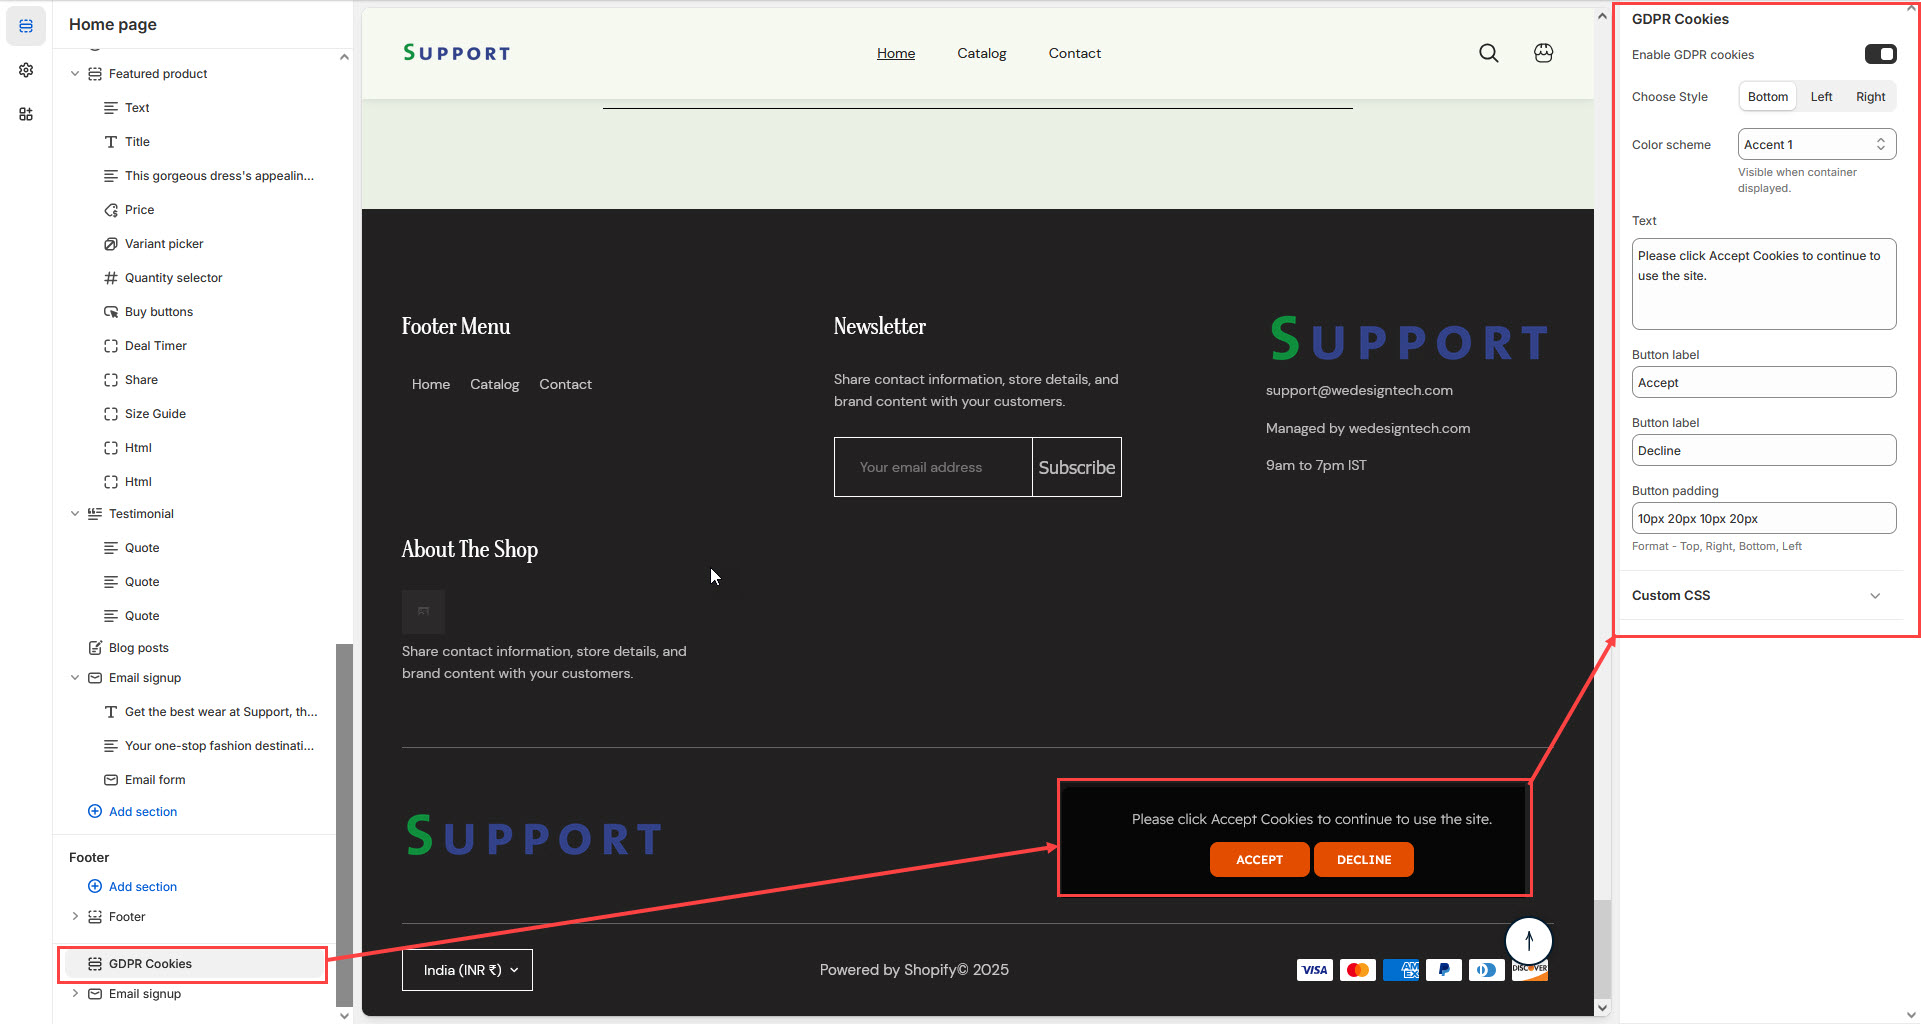 Home page
Featured product
Text
Title
This gorgeous dress's appealin...
Price
Variant picker
Quantity selector
Buy buttons
Deal Timer
Share
Size Guide
Html
Html
Testimonial
Quote
Quote
Quote
Blog posts
Email signup
Get the best wear at Support, th...
Your one-stop fashion destinati...
Email form
Add section
Footer
Add section
Footer
GDPR Cookies
Email signup
SUPPORT
Home Catalog Contact
Footer Menu
Home Catalog Contact
Newsletter
Share contact information, store details, and
brand content with your customers.
Your email address Subscribe
SUPPORT
support@wedesigntech.com
Managed by wedesigntech.com
9am to 7pm IST
About The Shop
Share contact information, store details, and
brand content with your customers.
SUPPORT
Please click Accept Cookies to continue to use the site.
ACCEPT DECLINE
India (INR ₹)
Powered by Shopify© 2025
VISA
AMEX
DISCOVER
GDPR Cookies
Enable GDPR cookies
Choose Style Bottom Left Right
Color scheme Accent 1
Visible when container
displayed.
Text
Please click Accept Cookies to continue to
use the site.
Button label
Accept
Button label
Decline
Button padding
10px 20px 10px 20px
Format - Top, Right, Bottom, Left
Custom CSS